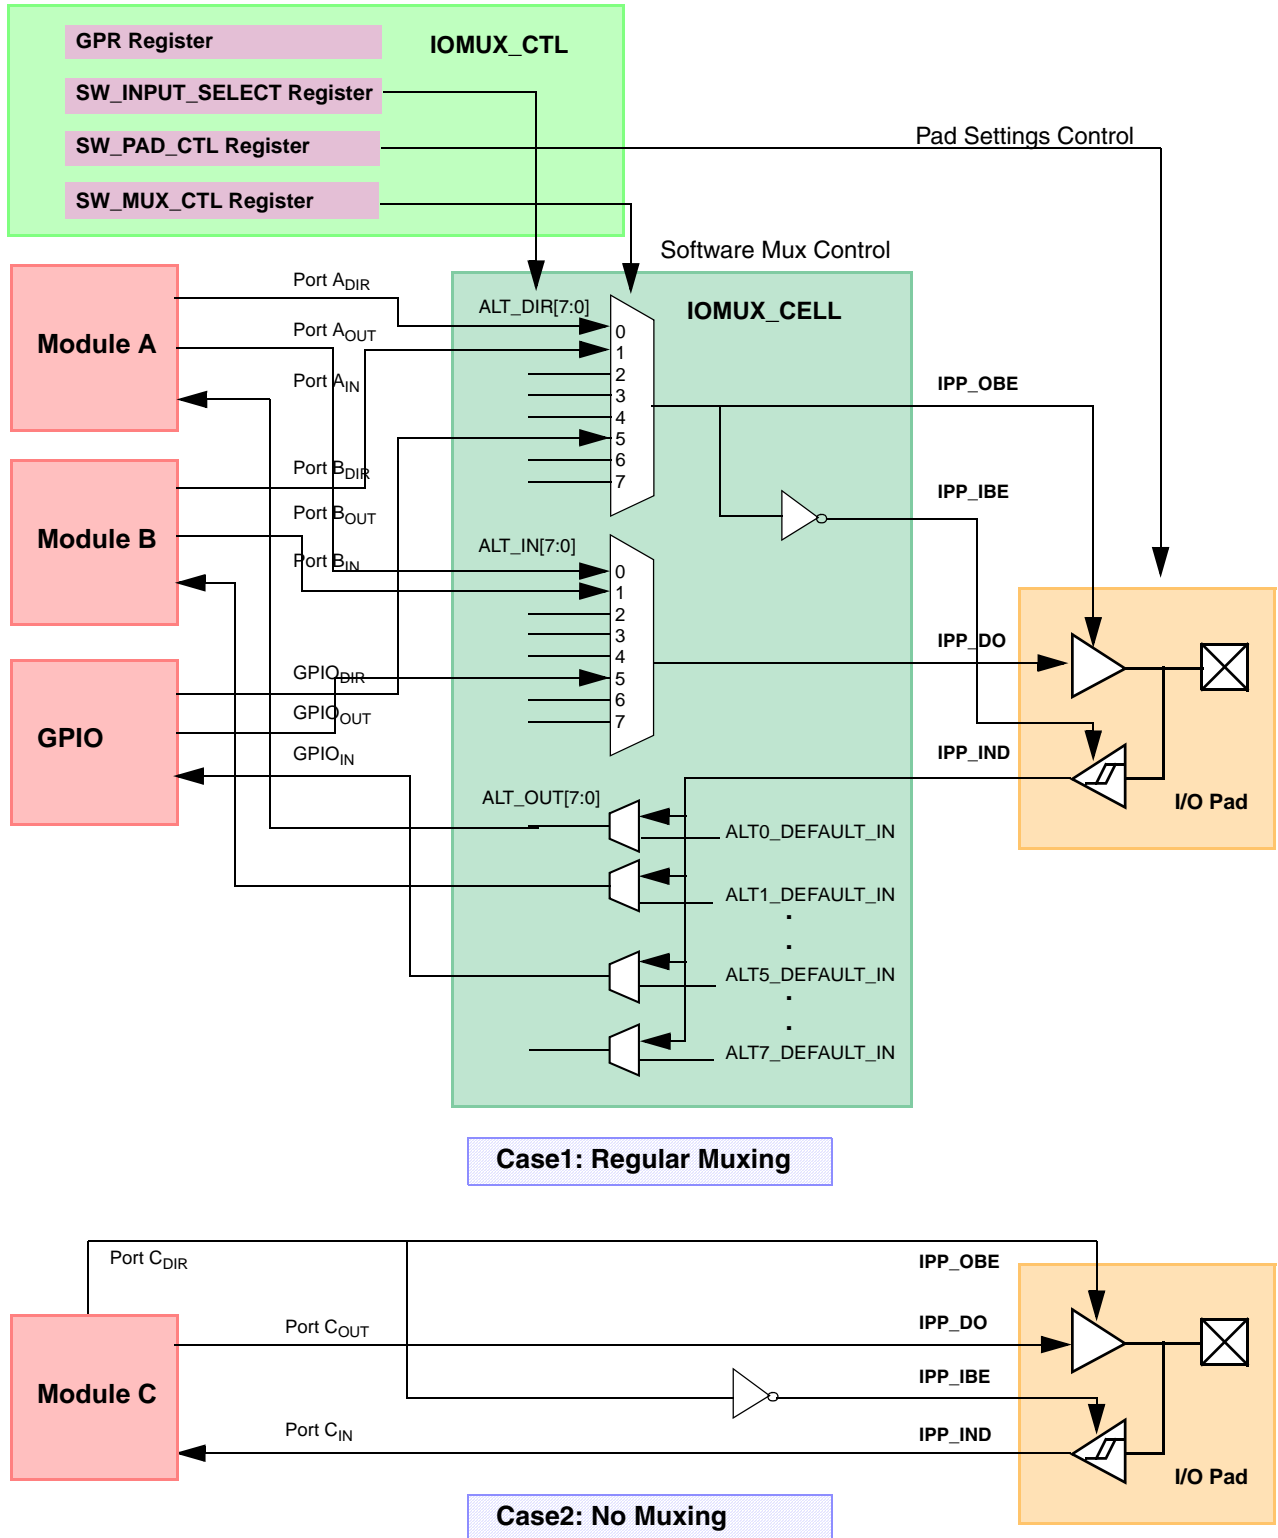 GPR Register
IOMUX_CTL
SW_INPUT_SELECT Register
SW_PAD_CTL Register
Pad Settings Control
SW_MUX_CTL Register
Software Mux Control
Port ADIR
ALT_DIR[7:0]
IOMUX_CELL
Module A
Port AOUT
0
1
Port AIN
2
3
IPP_OBE
4
5
Port BDIR
6
7
IPP_IBE
Port BOUT
Module B
ALT_IN[7:0]
Port BIN
0
1
2
3
4
IPP_DO
GPIODIR
5
6
GPIOOUT
7
GPIO
GPIOIN
IPP_IND
ALT_OUT[7:0]
I/O Pad
ALT0_DEFAULT_IN
ALT1_DEFAULT_IN
.
.
ALT5_DEFAULT_IN
.
.
ALT7_DEFAULT_IN
Case1: Regular Muxing
Port CDIR
IPP_OBE
Port COUT
IPP_DO
Module C
IPP_IBE
Port CIN
IPP_IND
I/O Pad
Case2: No Muxing